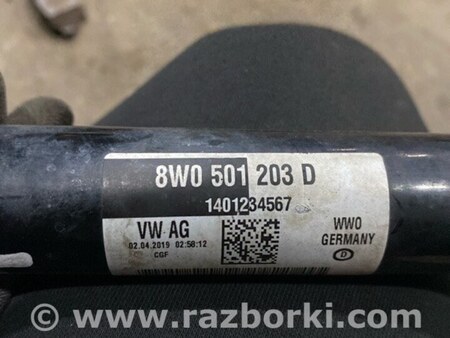 8W0 501 203 D
1401234567
VW AG
02.04.2019 02:58:12
CGF
WWO
GERMANY
D
© www.razborki.com